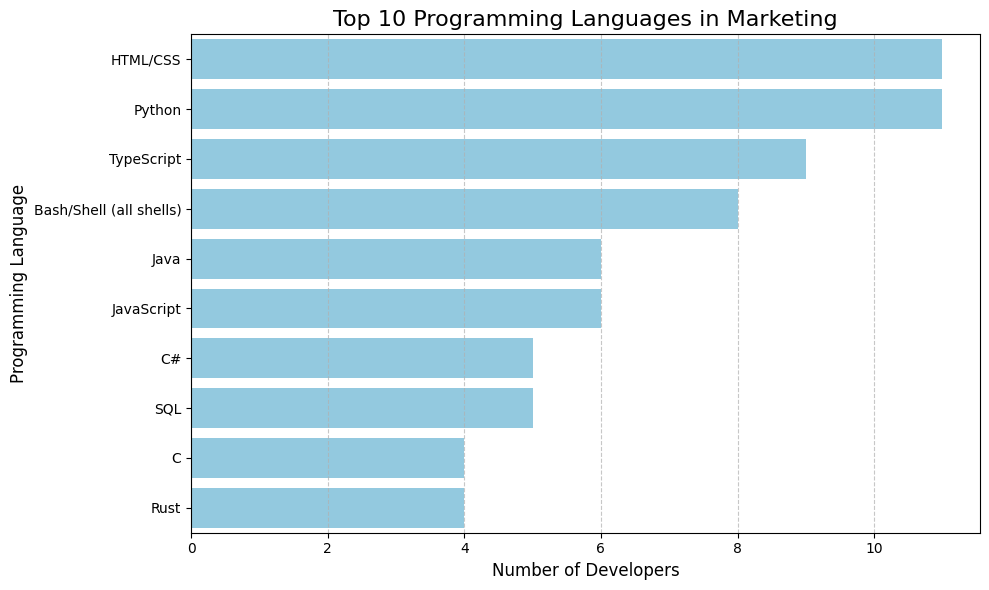 Top 10 Programming Languages in Marketing
Programming Language
HTML/CSS
Python
TypeScript
Bash/Shell (all shells)
Java
JavaScript
C#
SQL
C
Rust
0 2 4 6 8 10
Number of Developers